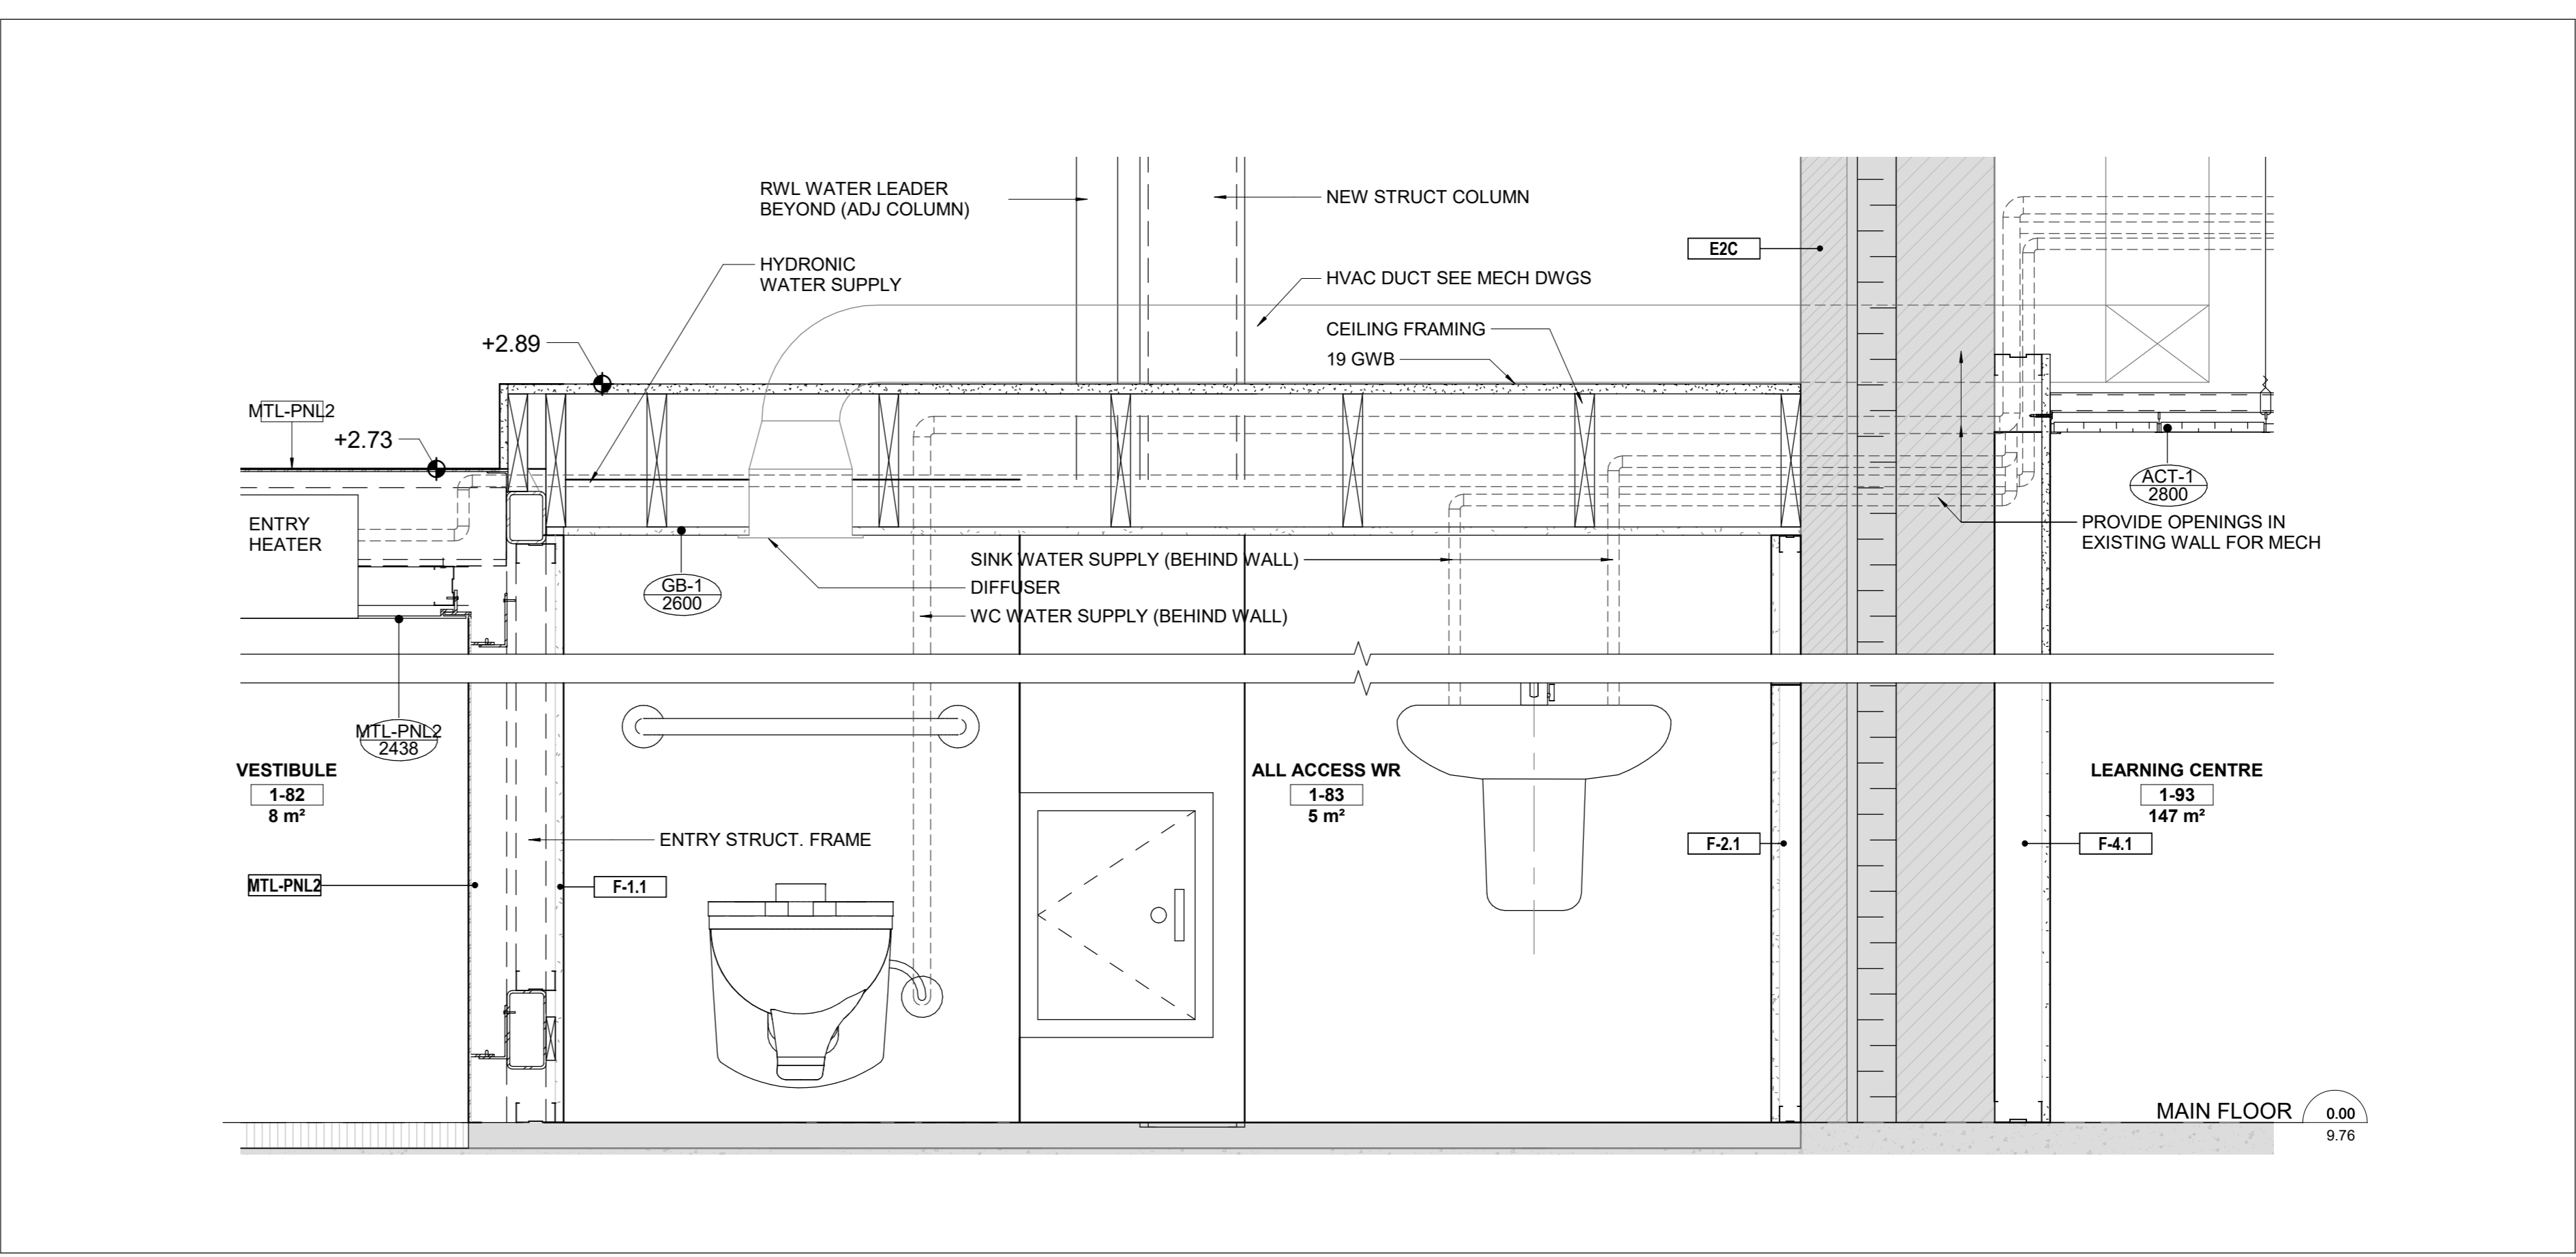 RWL WATER LEADER
BEYOND (ADJ COLUMN)
NEW STRUCT COLUMN
E2C
HYDRONIC
WATER SUPPLY
HVAC DUCT SEE MECH DWGS
CEILING FRAMING
19 GWB
+2.89
MTL-PNL2
+2.73
ENTRY
HEATER
ACT-1
2800
PROVIDE OPENINGS IN
EXISTING WALL FOR MECH
SINK WATER SUPPLY (BEHIND WALL)
DIFFUSER
WC WATER SUPPLY (BEHIND WALL)
GB-1
2600
MTL-PNL2
2438
VESTIBULE
1-82
8 m²
ALL ACCESS WR
1-83
5 m²
LEARNING CENTRE
1-93
147 m²
ENTRY STRUCT. FRAME
F-2.1
F-4.1
MTL-PNL2
F-1.1
MAIN FLOOR
0.00
9.76